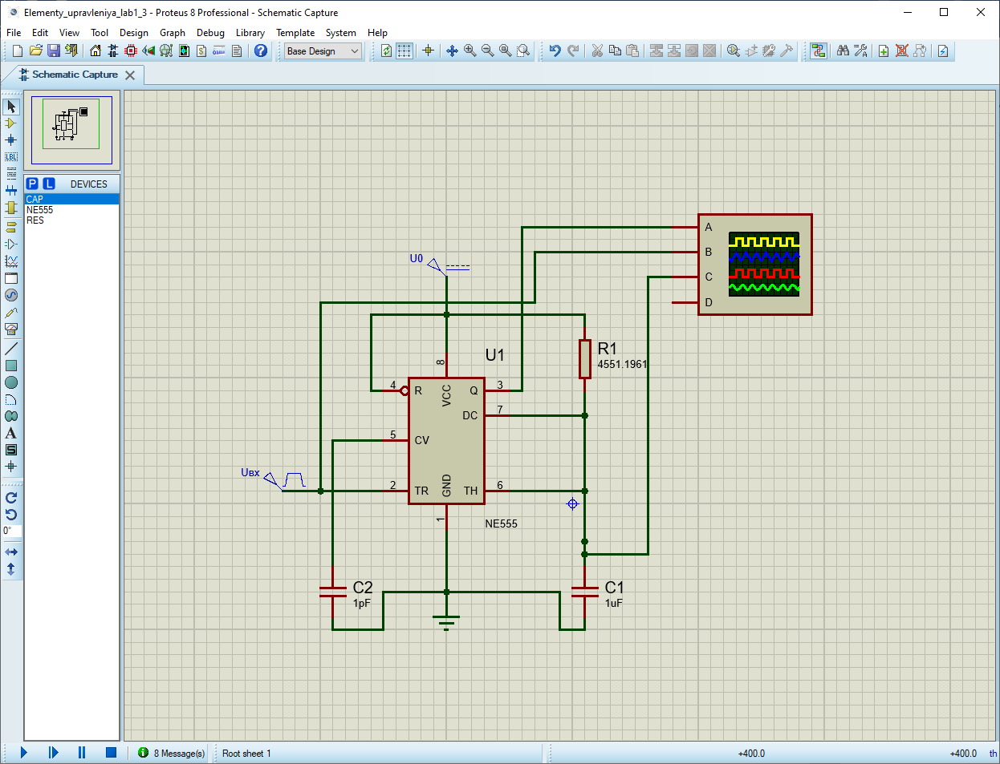 Elementy_upravleniya_lab1_3 - Proteus 8 Professional - Schematic Capture
File Edit View Tool Design Graph Debug Library Template System Help
Base Design
Schematic Capture
LBL
P L DEVICES
CAP
NE555
RES
A
S
0°
A
B
C
D
U0
U1
R1
4551.1961
8
VCC
4 R
Q 3
DC 7
5 CV
Uвх
2 TR
GND
TH 6
1
NE555
C2
1pF
C1
1uF
8 Message(s)
Root sheet 1
+400.0
+400.0
th